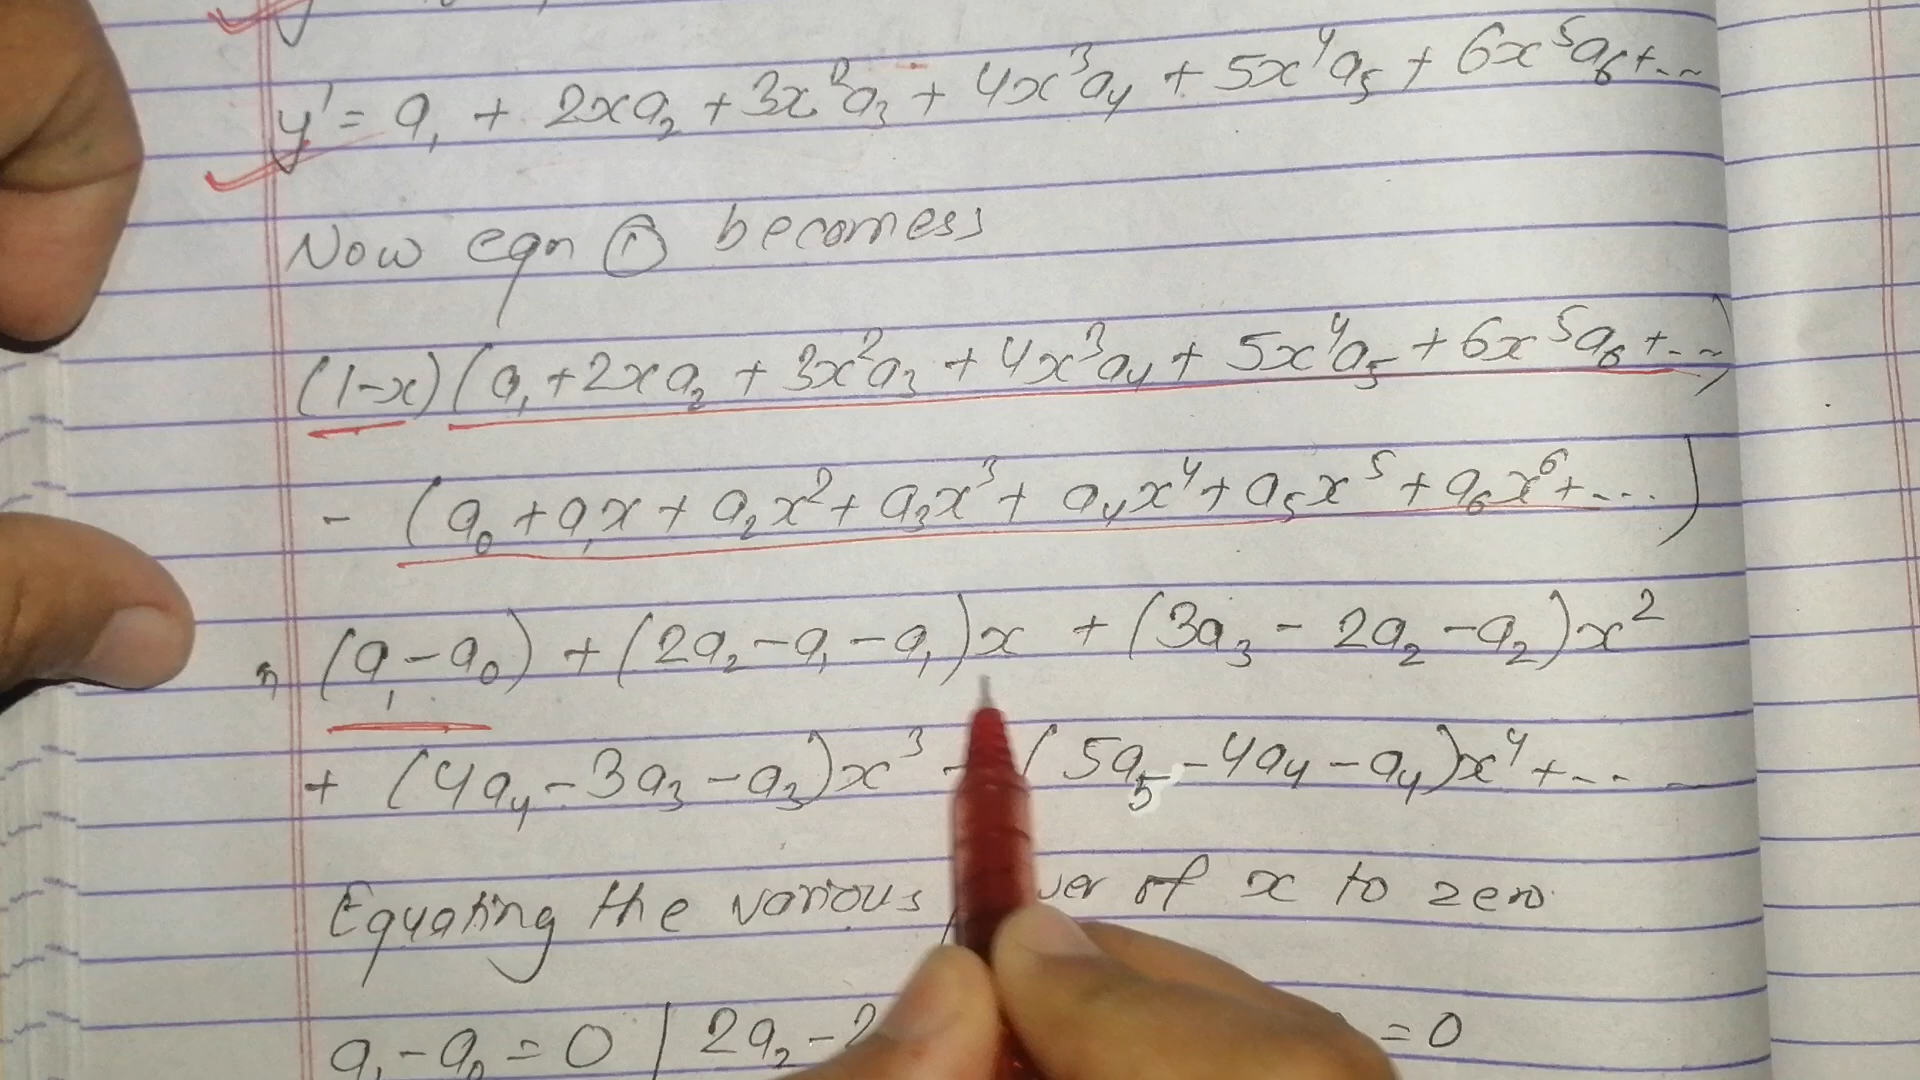 y' = a₁ + 2xa₂ + 3x²a₃ + 4x³a₄ + 5x⁴a₅ + 6x⁵a₆ + ...
Now eqn ① becomess
(1-x)(a₁ + 2xa₂ + 3x²a₃ + 4x³a₄ + 5x⁴a₅ + 6x⁵a₆ + ...)
- (a₀ + a₁x + a₂x² + a₃x³ + a₄x⁴ + a₅x⁵ + a₆x⁶ + ...)
(a₁ - a₀) + (2a₂ - a₁ - a₁)x + (3a₃ - 2a₂ - a₂)x²
+ (4a₄ - 3a₃ - a₃)x³ (5a₅ - 4a₄ - a₄)x⁴ + ...
Equating the various of x to zero
a₁ - a₀ = 0 | 2a₂ - 2 = 0